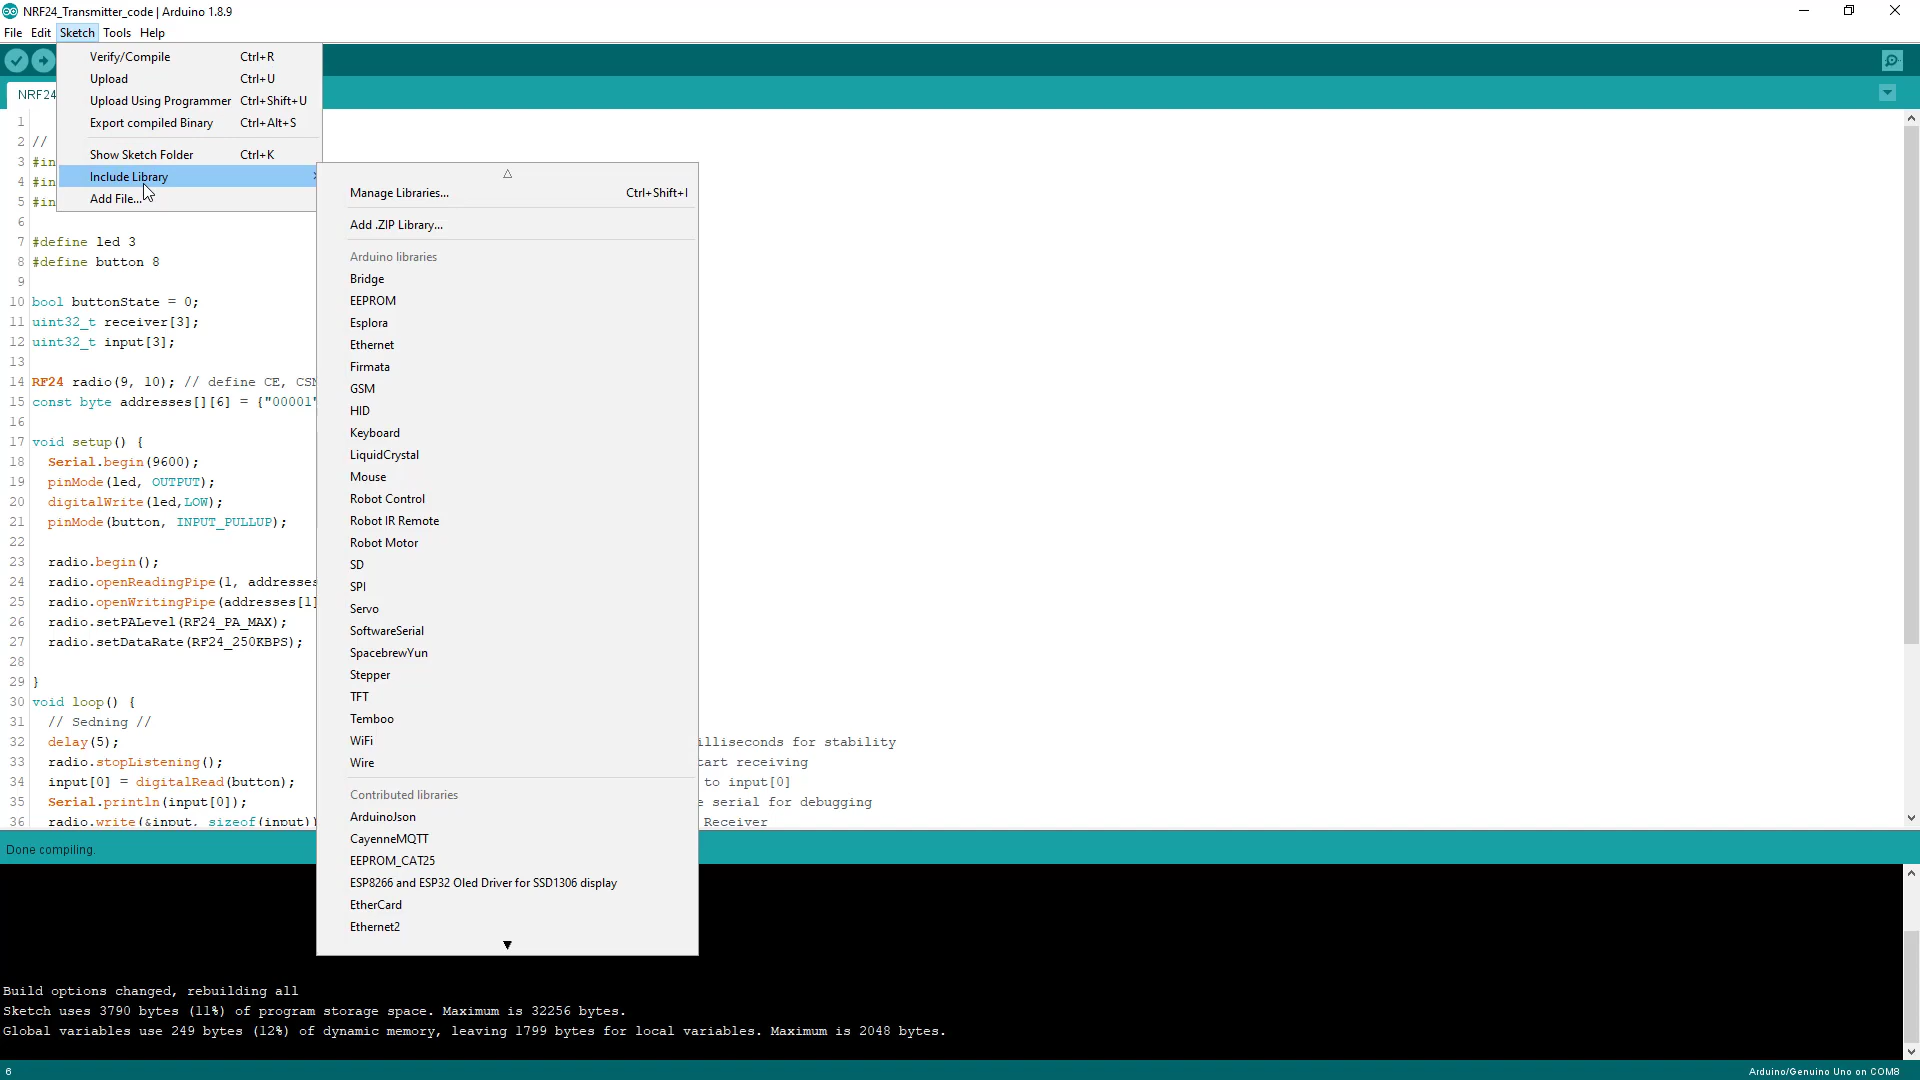 NRF24_Transmitter_code | Arduino 1.8.9
File Edit Sketch Tools Help
Verify/Compile Ctrl+R
Upload Ctrl+U
Upload Using Programmer Ctrl+Shift+U
Export compiled Binary Ctrl+Alt+S
Show Sketch Folder Ctrl+K
Include Library
Add File...
NRF24
Manage Libraries... Ctrl+Shift+I
Add .ZIP Library...
Arduino libraries
Bridge
EEPROM
Esplora
Ethernet
Firmata
GSM
HID
Keyboard
LiquidCrystal
Mouse
Robot Control
Robot IR Remote
Robot Motor
SD
SPI
Servo
SoftwareSerial
SpacebrewYun
Stepper
TFT
Temboo
WiFi
Wire
Contributed libraries
ArduinoJson
CayenneMQTT
EEPROM_CAT25
ESP8266 and ESP32 Oled Driver for SSD1306 display
EtherCard
Ethernet2
1
2 //
3 #in
4 #in
5 #in
6
7 #define led 3
8 #define button 8
9
10 bool buttonState = 0;
11 uint32_t receiver[3];
12 uint32_t input[3];
13
14 RF24 radio(9, 10); // define CE, CSN
15 const byte addresses[][6] = {"00001"
16
17 void setup() {
18 Serial.begin(9600);
19 pinMode(led, OUTPUT);
20 digitalWrite(led,LOW);
21 pinMode(button, INPUT_PULLUP);
22
23 radio.begin();
24 radio.openReadingPipe(1, addresses
25 radio.openWritingPipe(addresses[1]
26 radio.setPALevel(RF24_PA_MAX);
27 radio.setDataRate(RF24_250KBPS);
28
29 }
30 void loop() {
31 // Sedning //
32 delay(5); illiseconds for stability
33 radio.stopListening(); tart receiving
34 input[0] = digitalRead(button); to input[0]
35 Serial.println(input[0]); e serial for debugging
36 radio.write(&input, sizeof(input)) Receiver
Done compiling.
Build options changed, rebuilding all
Sketch uses 3790 bytes (11%) of program storage space. Maximum is 32256 bytes.
Global variables use 249 bytes (12%) of dynamic memory, leaving 1799 bytes for local variables. Maximum is 2048 bytes.
6 Arduino/Genuino Uno on COM8